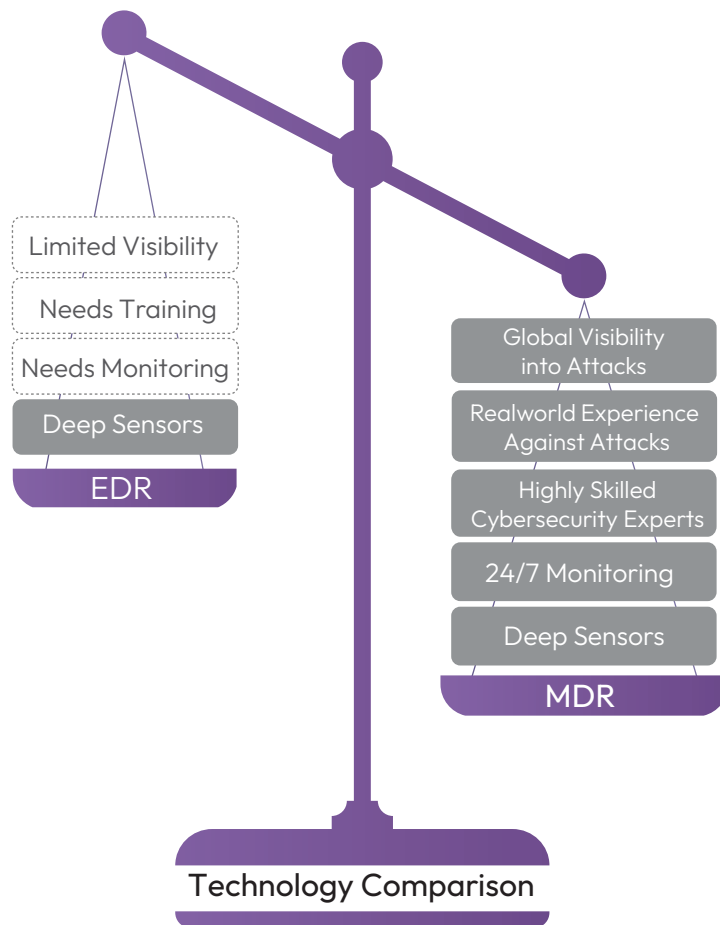 Limited Visibility
Needs Training
Needs Monitoring
Deep Sensors
EDR
Global Visibility
into Attacks
Realworld Experience
Against Attacks
Highly Skilled
Cybersecurity Experts
24/7 Monitoring
Deep Sensors
MDR
Technology Comparison